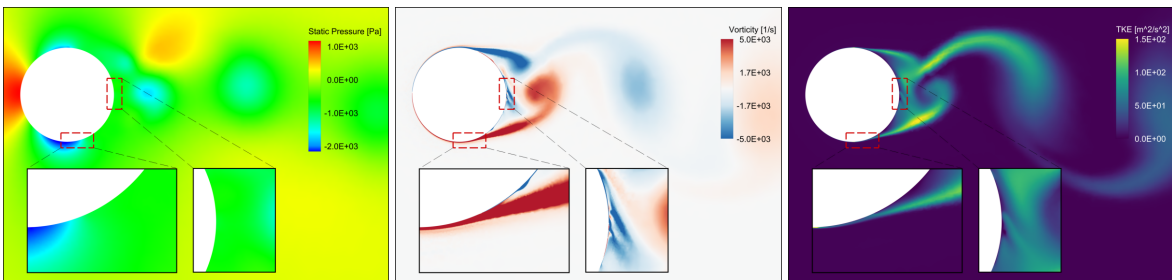 Static Pressure [Pa]
1.0E+03
0.0E+00
-1.0E+03
-2.0E+03
Vorticity [1/s]
5.0E+03
1.7E+03
-1.7E+03
-5.0E+03
TKE [m^2/s^2]
1.5E+02
1.0E+02
5.0E+01
0.0E+00